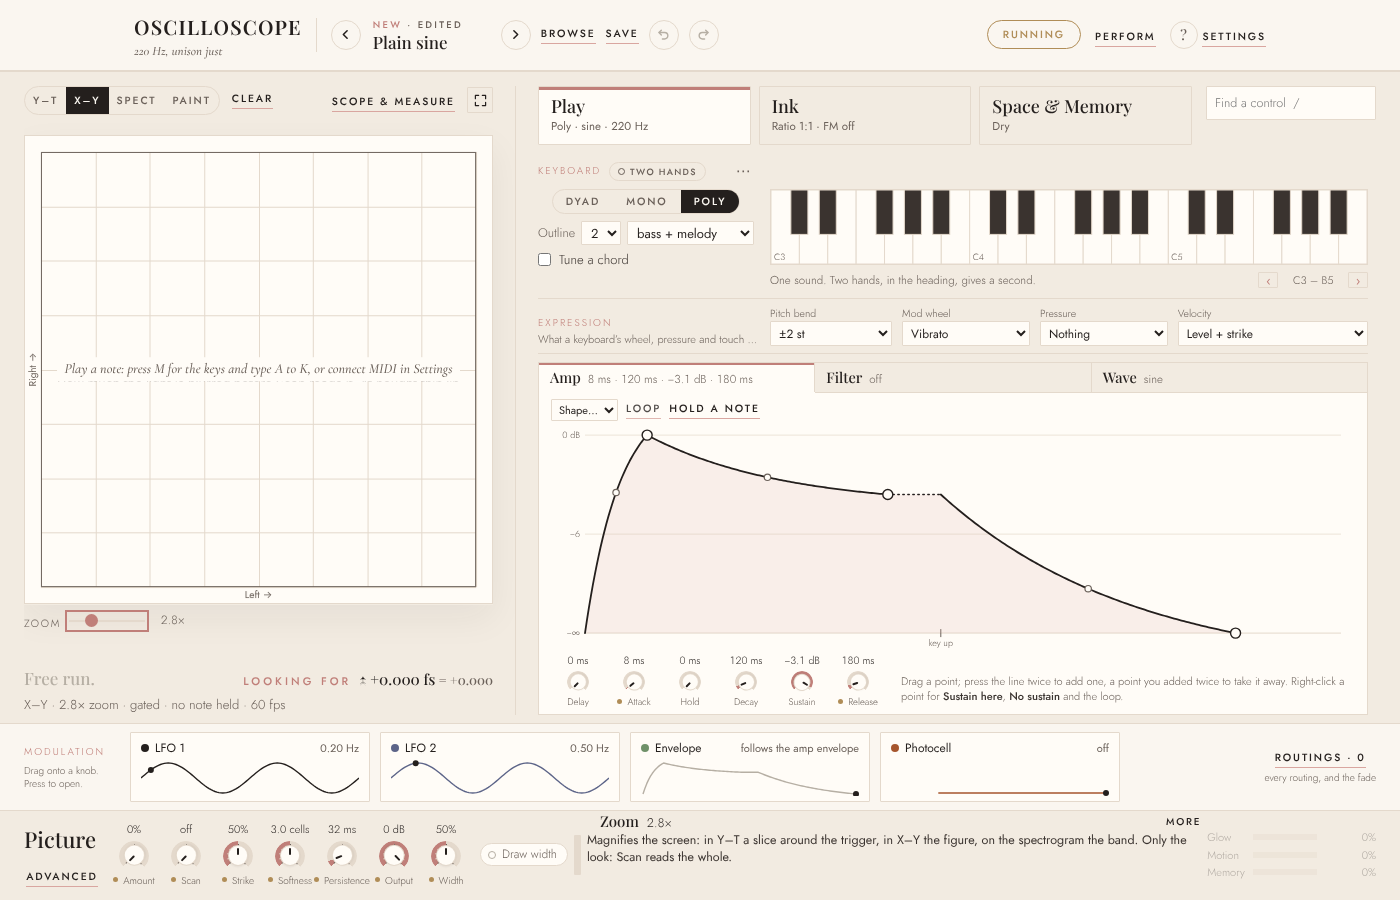 OSCILLOSCOPE
220 Hz, unison just
NEW · EDITED
Plain sine
BROWSE SAVE
RUNNING
PERFORM
?
SETTINGS
Y–T X–Y SPECT PAINT
CLEAR
SCOPE & MEASURE
Right →
Play a note: press M for the keys and type A to K, or connect MIDI in Settings
Left →
ZOOM
2.8×
Free run.
LOOKING FOR
+0.000 fs = +0.000
X–Y · 2.8× zoom · gated · no note held · 60 fps
Play
Poly · sine · 220 Hz
Ink
Ratio 1:1 · FM off
Space & Memory
Dry
Find a control /
KEYBOARD
TWO HANDS
···
DYAD MONO POLY
Outline 2 bass + melody
Tune a chord
C3 C4 C5
One sound. Two hands, in the heading, gives a second.
‹ C3 – B5 ›
EXPRESSION
What a keyboard's wheel, pressure and touch ...
Pitch bend
±2 st
Mod wheel
Vibrato
Pressure
Nothing
Velocity
Level + strike
Amp 8 ms · 120 ms · −3.1 dB · 180 ms
Filter off
Wave sine
Shape... LOOP HOLD A NOTE
0 dB
−6
−∞
key up
0 ms 8 ms 0 ms 120 ms −3.1 dB 180 ms
Delay Attack Hold Decay Sustain Release
Drag a point; press the line twice to add one, a point you added twice to take it away. Right-click a
point for Sustain here, No sustain and the loop.
MODULATION
Drag onto a knob.
Press to open.
LFO 1 0.20 Hz
LFO 2 0.50 Hz
Envelope follows the amp envelope
Photocell off
ROUTINGS · 0
every routing, and the fade
Picture
ADVANCED
0% off 50% 3.0 cells 32 ms 0 dB 50%
Amount Scan Strike Softness Persistence Output Width
Draw width
Zoom 2.8×
Magnifies the screen: in Y–T a slice around the trigger, in X–Y the figure, on the spectrogram the band. Only the
look: Scan reads the whole.
MORE
Glow 0%
Motion 0%
Memory 0%